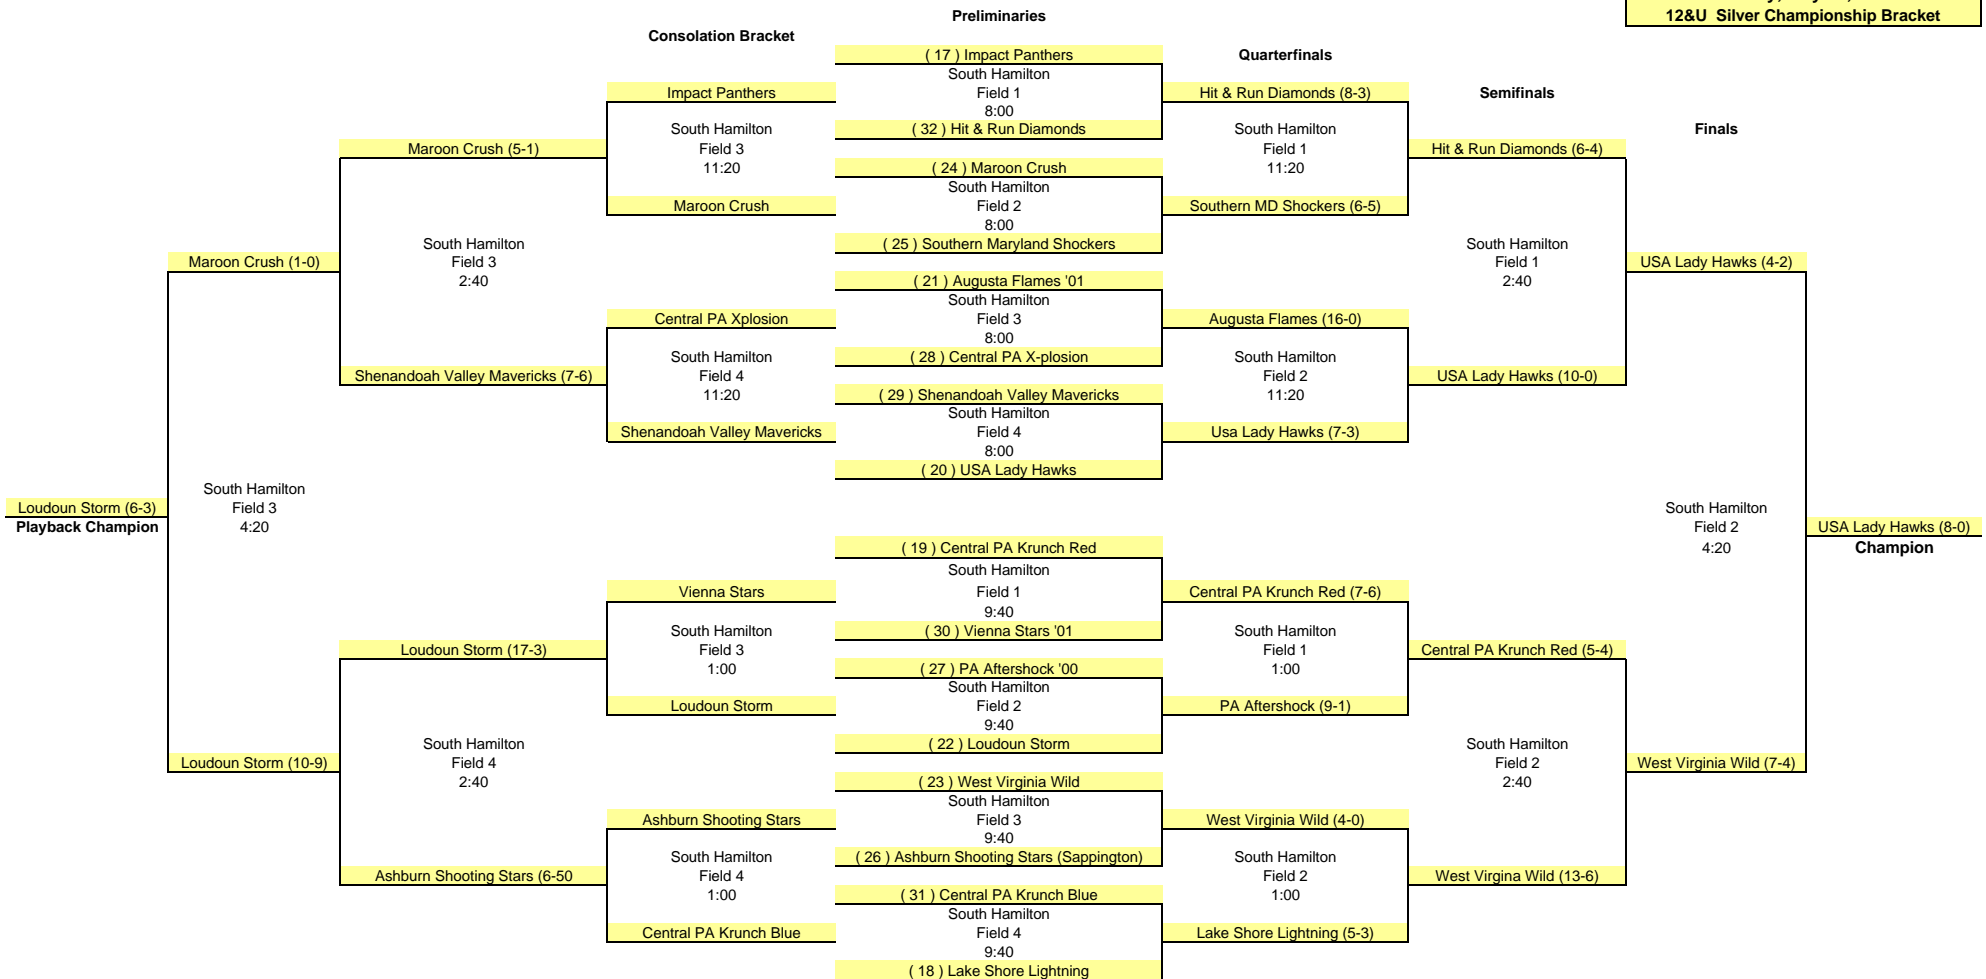 12&U Silver Championship Bracket
Preliminaries
Consolation Bracket
Quarterfinals
Semifinals
Finals
( 17 ) Impact Panthers
South Hamilton
Field 1
8:00
( 32 ) Hit & Run Diamonds
( 24 ) Maroon Crush
South Hamilton
Field 2
8:00
( 25 ) Southern Maryland Shockers
( 21 ) Augusta Flames '01
South Hamilton
Field 3
8:00
( 28 ) Central PA X-plosion
( 29 ) Shenandoah Valley Mavericks
South Hamilton
Field 4
8:00
( 20 ) USA Lady Hawks
( 19 ) Central PA Krunch Red
South Hamilton
Field 1
9:40
( 30 ) Vienna Stars '01
( 27 ) PA Aftershock '00
South Hamilton
Field 2
9:40
( 22 ) Loudoun Storm
( 23 ) West Virginia Wild
South Hamilton
Field 3
9:40
( 26 ) Ashburn Shooting Stars (Sappington)
( 31 ) Central PA Krunch Blue
South Hamilton
Field 4
9:40
( 18 ) Lake Shore Lightning
Impact Panthers
South Hamilton
Field 3
11:20
Maroon Crush
Central PA Xplosion
South Hamilton
Field 4
11:20
Shenandoah Valley Mavericks
Vienna Stars
South Hamilton
Field 3
1:00
Loudoun Storm
Ashburn Shooting Stars
South Hamilton
Field 4
1:00
Central PA Krunch Blue
Maroon Crush (5-1)
South Hamilton
Field 3
2:40
Shenandoah Valley Mavericks (7-6)
Loudoun Storm (17-3)
South Hamilton
Field 4
2:40
Ashburn Shooting Stars (6-50
Maroon Crush (1-0)
South Hamilton
Field 3
4:20
Loudoun Storm (10-9)
Loudoun Storm (6-3)
Playback Champion
Hit & Run Diamonds (8-3)
South Hamilton
Field 1
11:20
Southern MD Shockers (6-5)
Augusta Flames (16-0)
South Hamilton
Field 2
11:20
Usa Lady Hawks (7-3)
Central PA Krunch Red (7-6)
South Hamilton
Field 1
1:00
PA Aftershock (9-1)
West Virginia Wild (4-0)
South Hamilton
Field 2
1:00
Lake Shore Lightning (5-3)
Hit & Run Diamonds (6-4)
South Hamilton
Field 1
2:40
USA Lady Hawks (10-0)
Central PA Krunch Red (5-4)
South Hamilton
Field 2
2:40
West Virgina Wild (13-6)
USA Lady Hawks (4-2)
South Hamilton
Field 2
4:20
West Virginia Wild (7-4)
USA Lady Hawks (8-0)
Champion